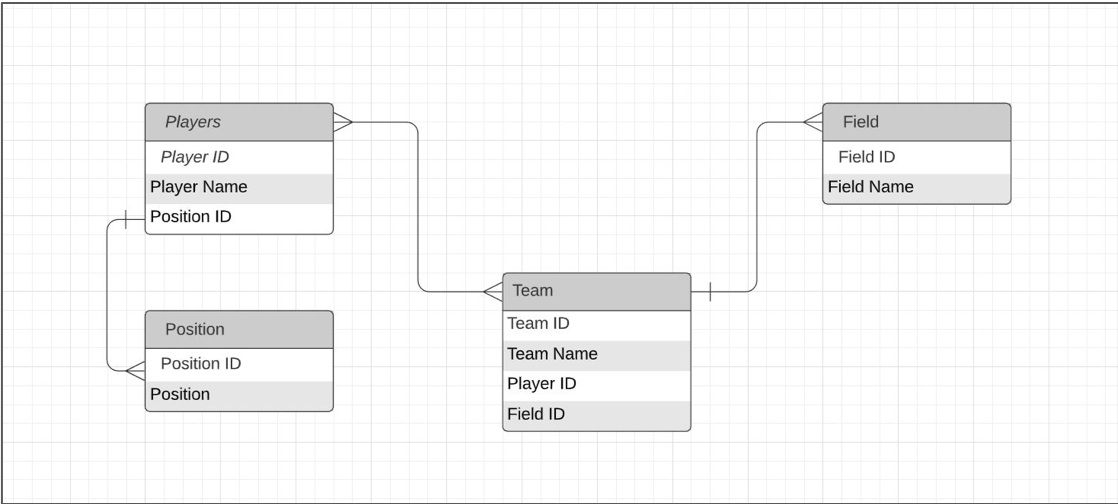 Players
Player ID
Player Name
Position ID
Position
Position ID
Position
Team
Team ID
Team Name
Player ID
Field ID
Field
Field ID
Field Name